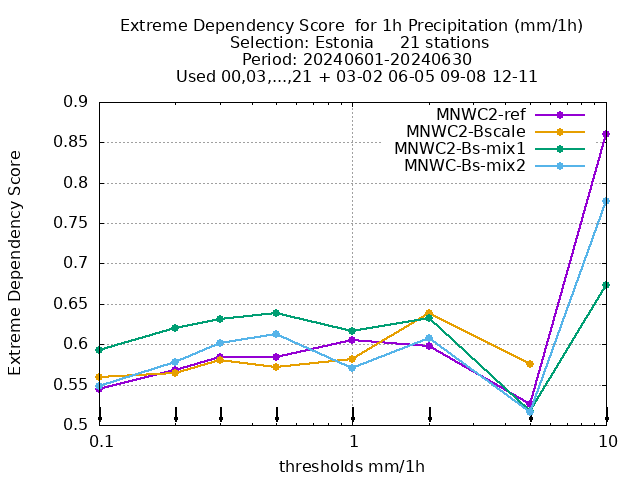 Extreme Dependency Score  for 1h Precipitation (mm/1h)
Selection: Estonia     21 stations
Period: 20240601-20240630
Used 00,03,...,21 + 03-02 06-05 09-08 12-11
MNWC2-ref
MNWC2-Bscale
MNWC2-Bs-mix1
MNWC-Bs-mix2
Extreme Dependency Score
0.9
0.85
0.8
0.75
0.7
0.65
0.6
0.55
0.5
0.1 1 10
thresholds mm/1h